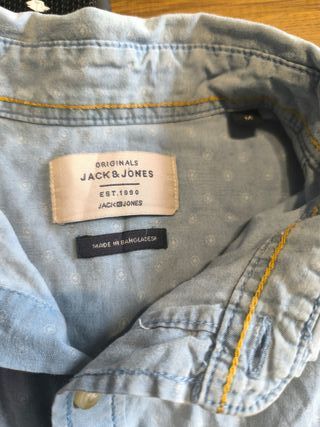 ORIGINALS
JACK & JONES
EST. 1990
JACK & JONES
MADE IN BANGLADESH